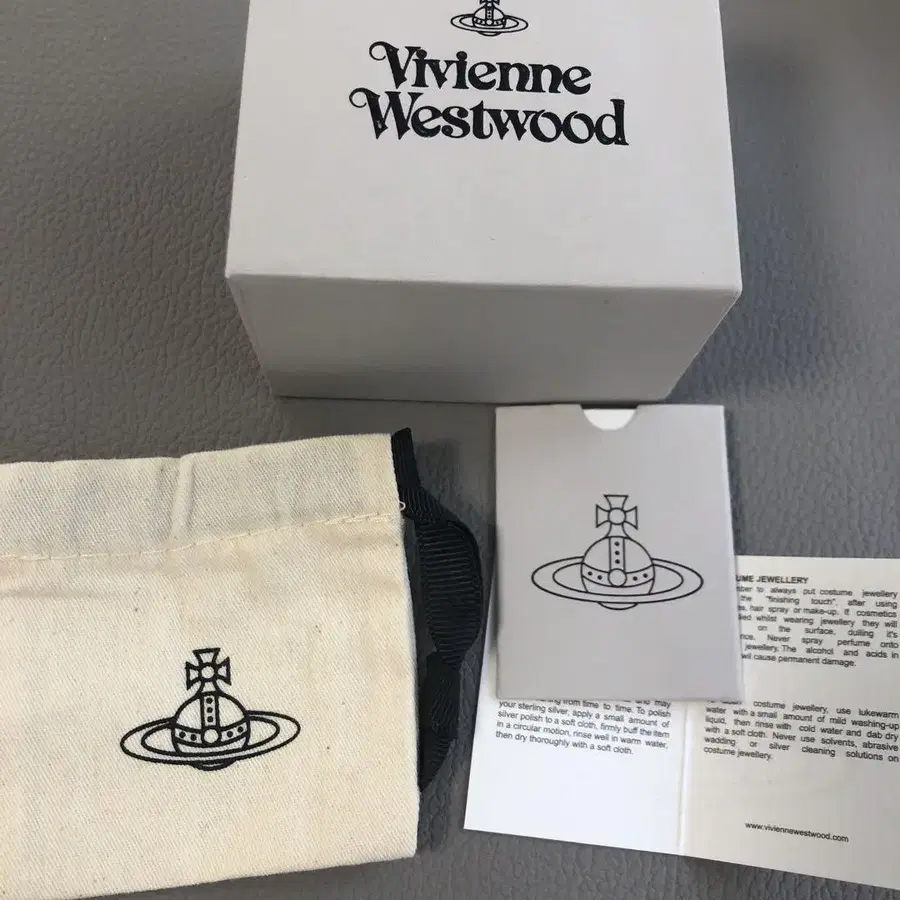 Vivienne
Westwood
UME JEWELLERY
always put costume jewellery
the "finishing touch", after using
hair spray or make-up. If cosmetics
whilst wearing jewellery they will
on the surface, dulling it's
Never spray perfume onto
jewellery. The alcohol and acids in
will cause permanent damage.
from time to time.
your sterling silver, apply a small amount of
silver polish to a soft cloth, firmly buff the item
in a circular motion, rinse well in warm water,
then dry thoroughly with a soft cloth.
costume jewellery, use lukewarm
water with a small amount of mild washing-up
liquid, then rinse with cold water and dab dry
with a soft cloth. Never use solvents, abrasive
wadding or silver cleaning solutions on
costume jewellery.
www.viviennewestwood.com